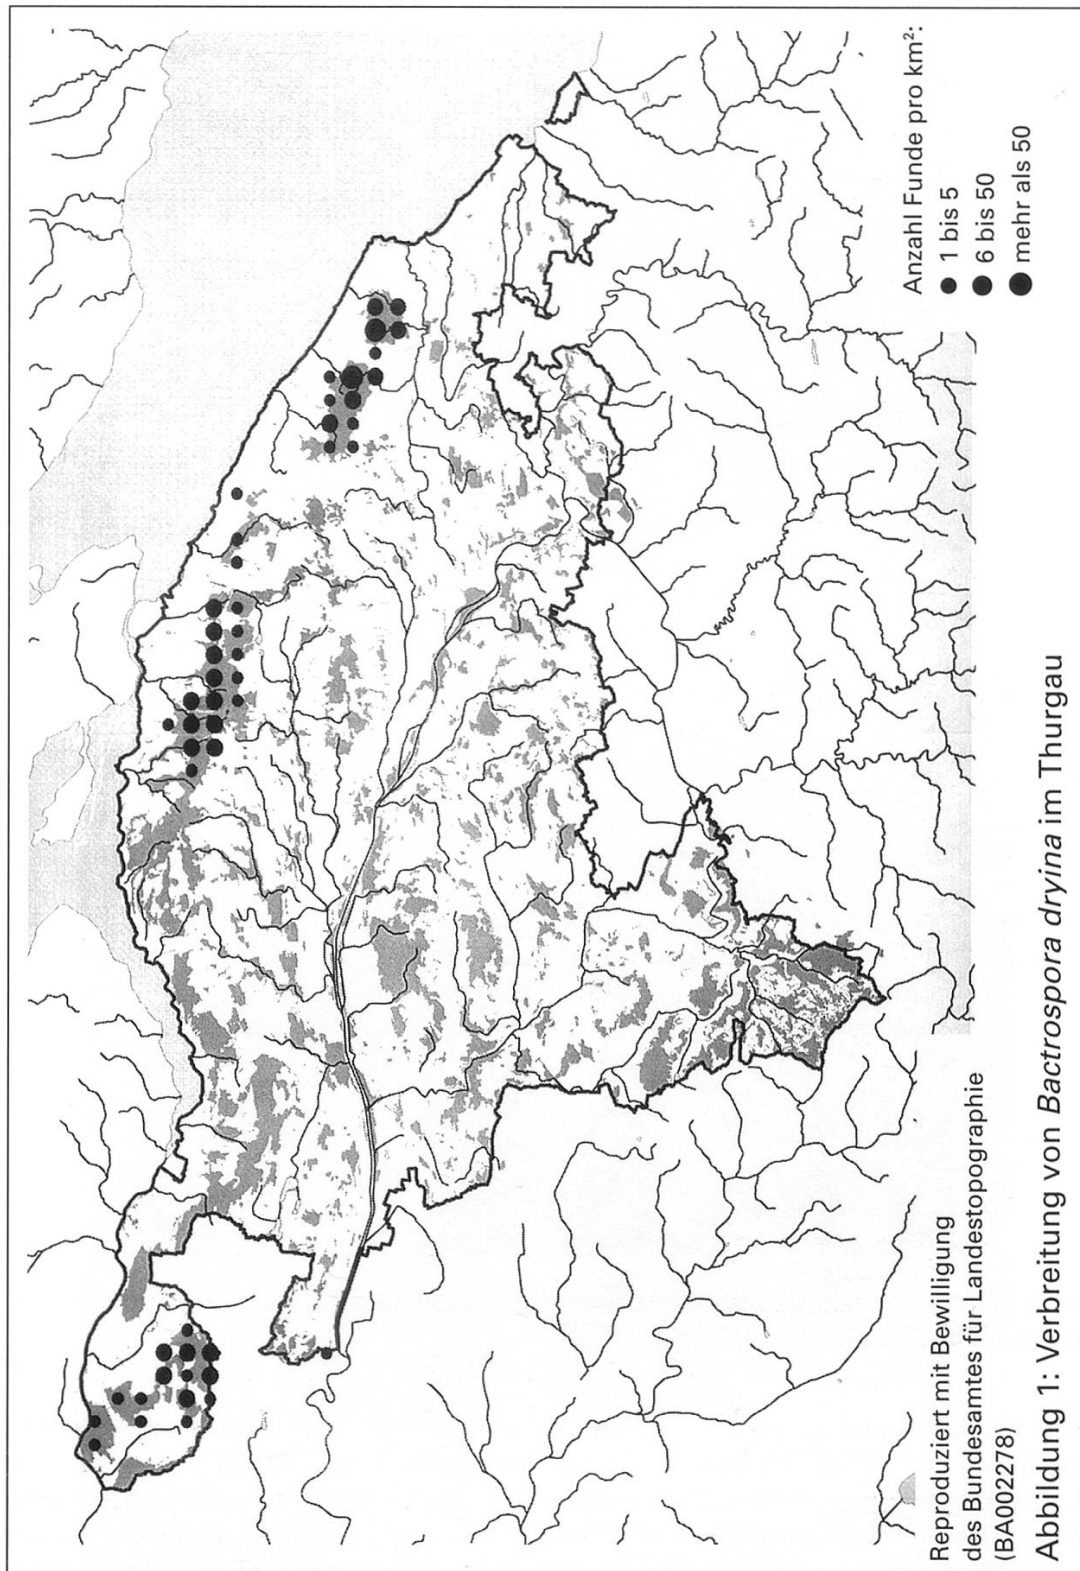 Anzahl Funde pro km²:
1 bis 5
6 bis 50
mehr als 50
Reproduziert mit Bewilligung
des Bundesamtes für Landestopographie
(BA002278)
Abbildung 1: Verbreitung von Bactrospora dryina im Thurgau